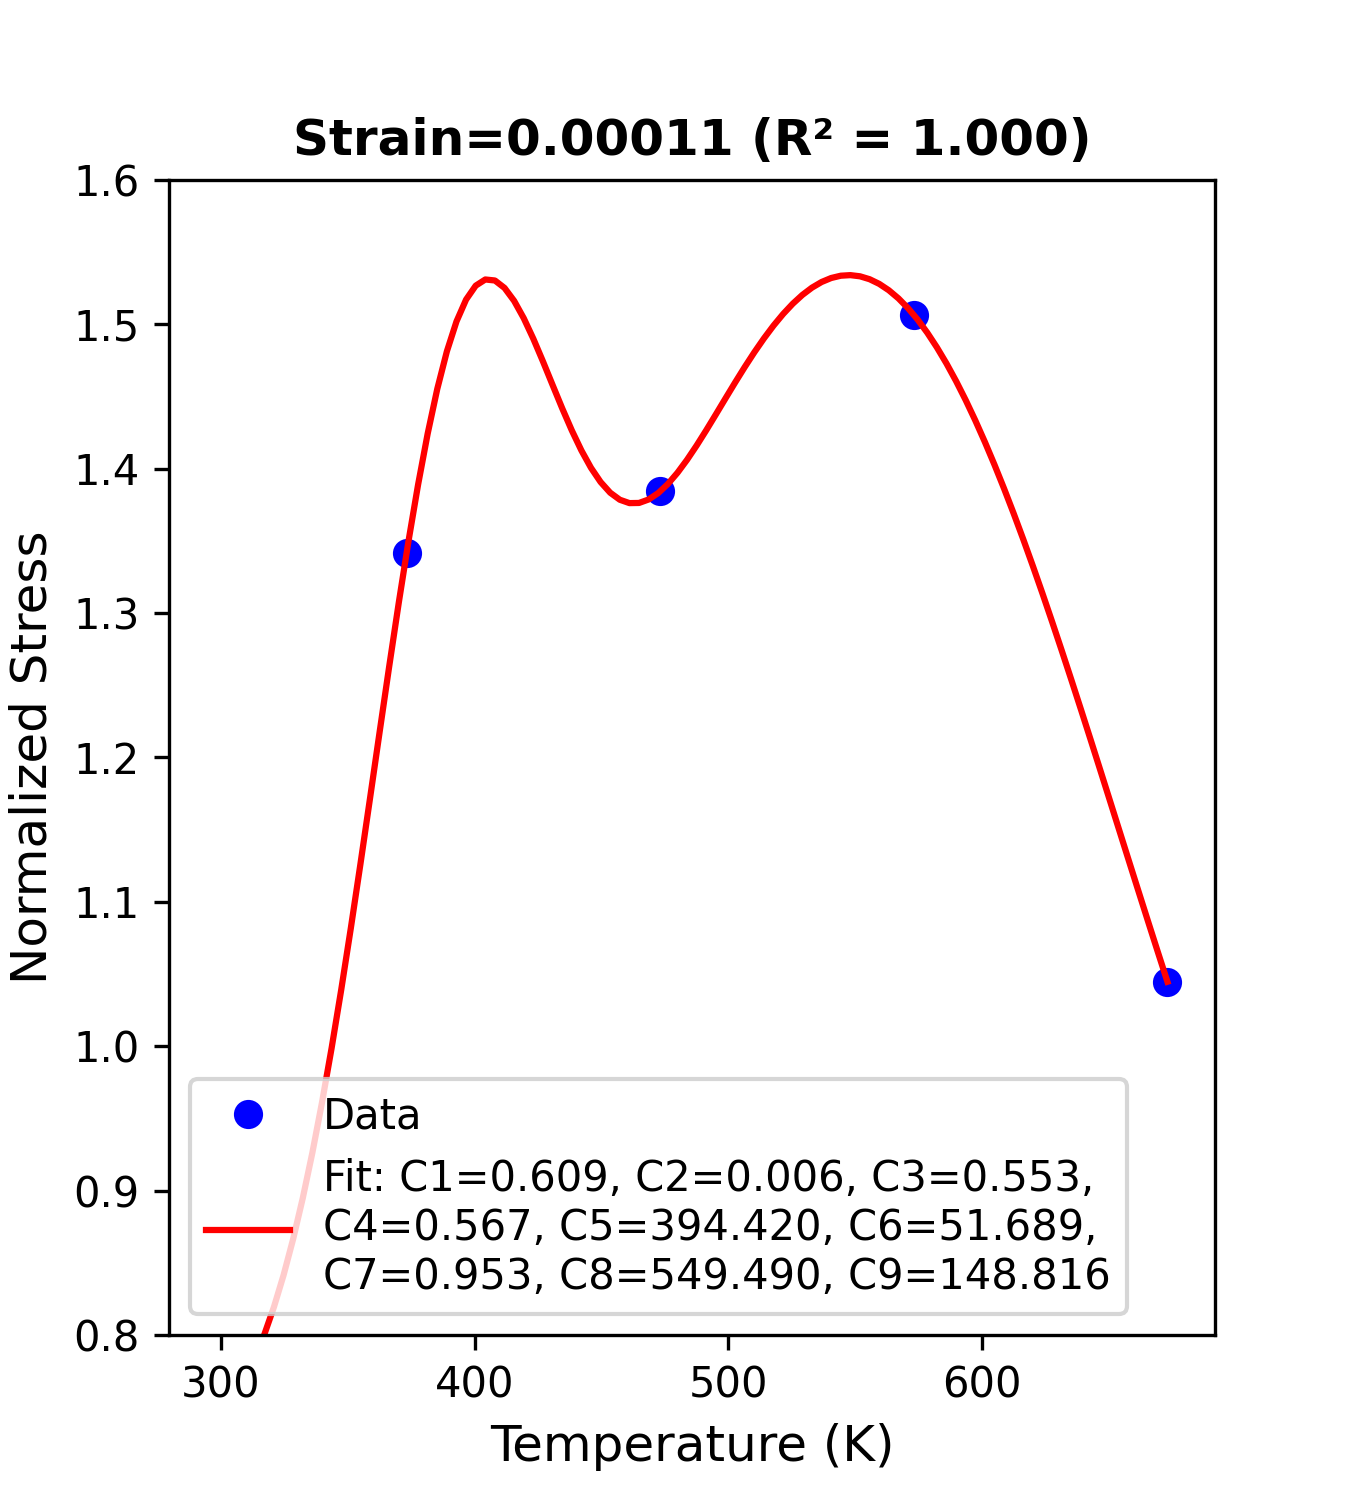 Strain=0.00011 (R² = 1.000)
1.6
1.5
1.4
1.3
1.2
1.1
1.0
0.9
0.8
Normalized Stress
Data
Fit: C1=0.609, C2=0.006, C3=0.553,
C4=0.567, C5=394.420, C6=51.689,
C7=0.953, C8=549.490, C9=148.816
300 400 500 600
Temperature (K)